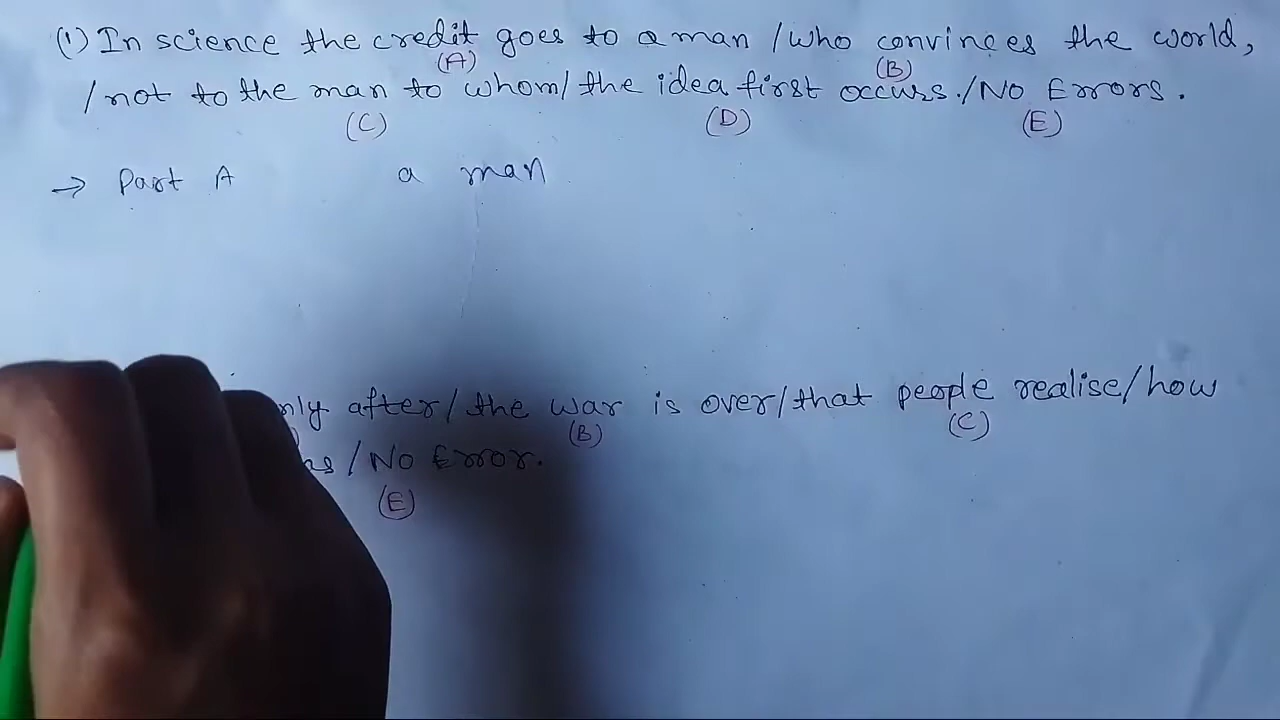 (1) In science the credit goes to a man /who convinces the world,
(A) (B)
/not to the man to whom/ the idea first occurs./No Errors.
(C) (D) (E)
→ Part A a man
after/ the war is over/that people realise/how
(B) (C)
/No Error.
(E)